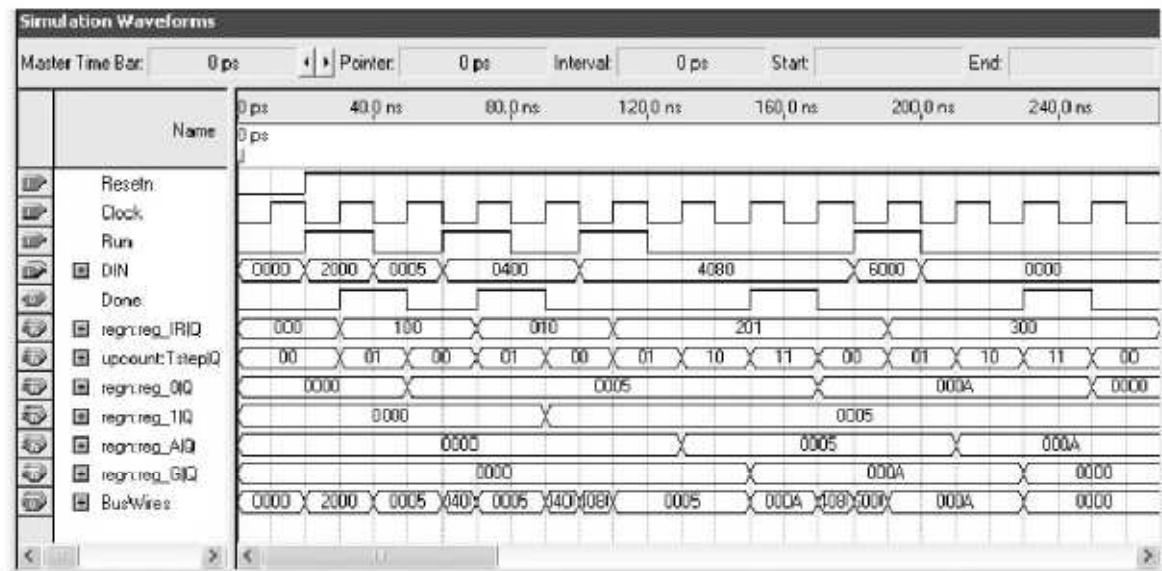 Simulation Waveforms
Master Time Bar: 0 ps Pointer: 0 ps Interval: 0 ps Start: End:
Name
0 ps 40.0 ns 80.0 ns 120.0 ns 160.0 ns 200.0 ns 240.0 ns
0 ps
Resetn
Clock
Run
DIN 0000 2000 0005 0400 4080 6000 0000
Done
regn:reg_IR|Q 000 100 010 201 300
upcount:Tstep|Q 00 01 00 01 00 01 10 11 00 01 10 11 00
regn:reg_0|Q 0000 0005 000A 0000
regn:reg_1|Q 0000 0005
regn:reg_A|Q 0000 0005 000A
regn:reg_G|Q 0000 000A 0000
BusWires 0000 2000 0005 0005 0005 000A 000A 0000